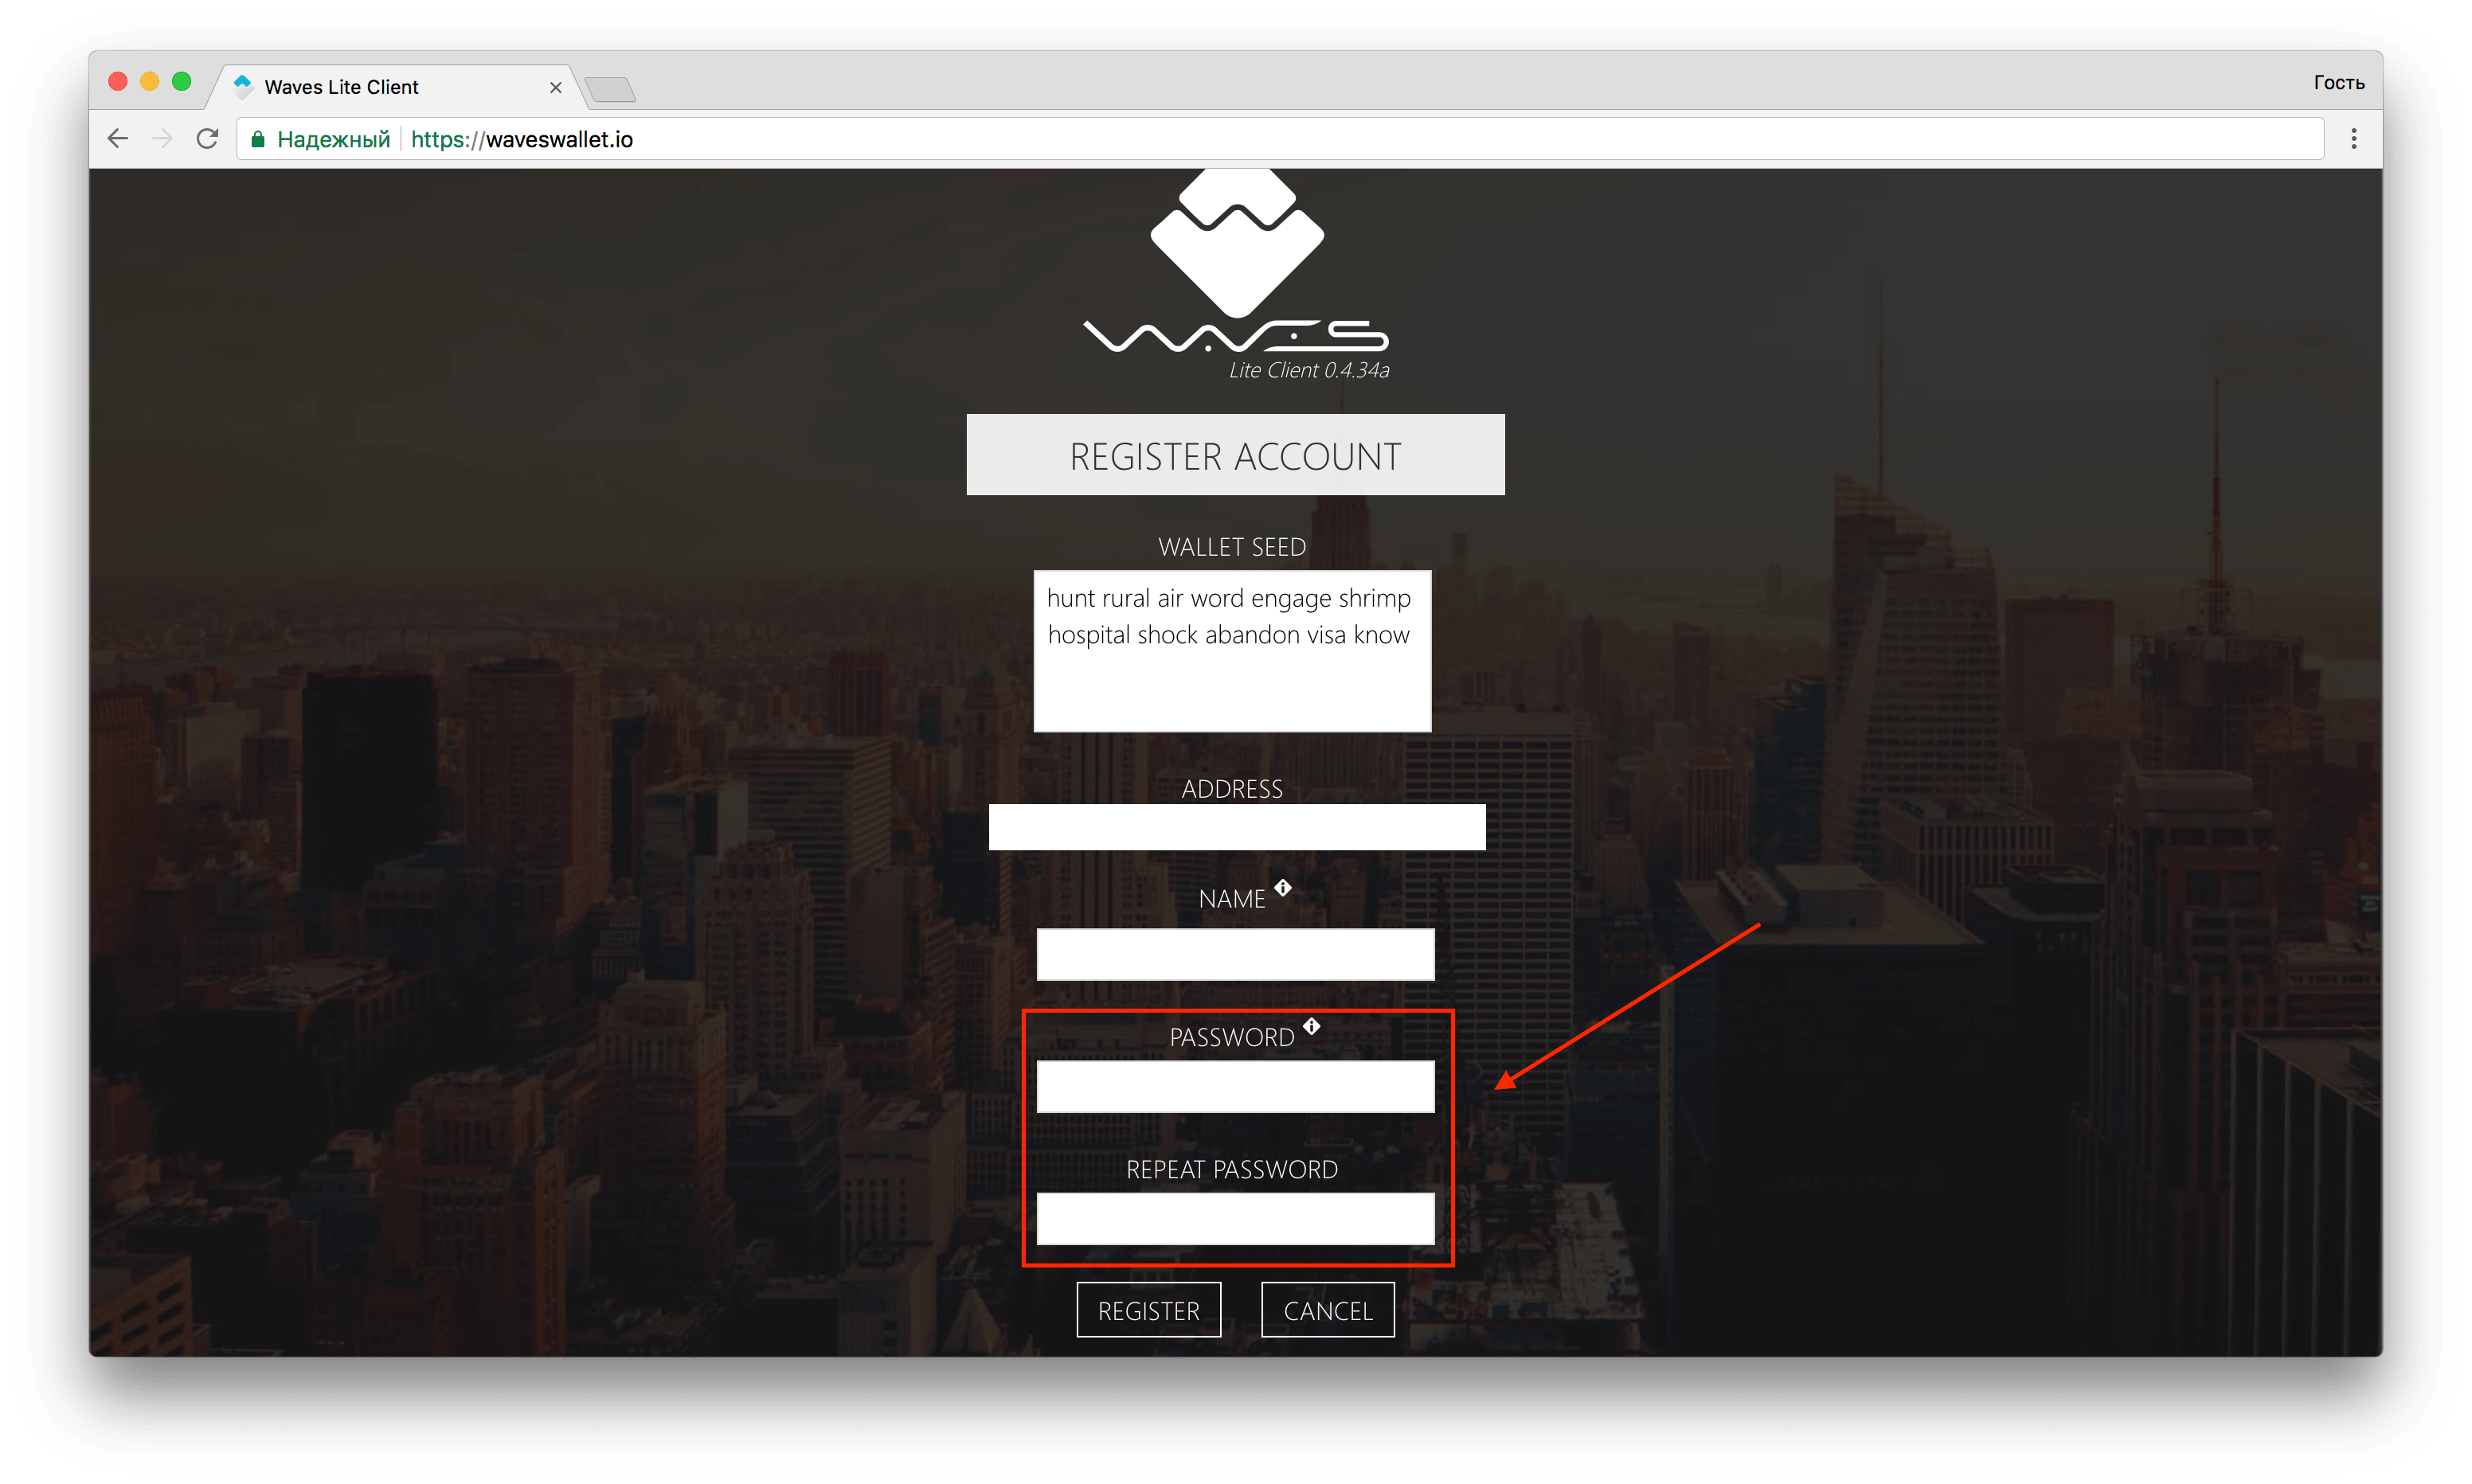 Waves Lite Client
Гость
Надежный https://waveswallet.io
WAVES
Lite Client 0.4.34a
REGISTER ACCOUNT
WALLET SEED
hunt rural air word engage shrimp
hospital shock abandon visa know
ADDRESS
NAME
PASSWORD
REPEAT PASSWORD
REGISTER CANCEL